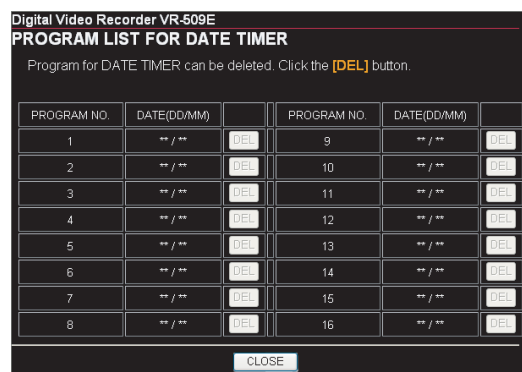 Digital Video Recorder VR-509E
PROGRAM LIST FOR DATE TIMER
Program for DATE TIMER can be deleted. Click the [DEL] button.
PROGRAM NO. DATE(DD/MM) PROGRAM NO. DATE(DD/MM)
1 ** / ** DEL 9 ** / ** DEL
2 ** / ** DEL 10 ** / ** DEL
3 ** / ** DEL 11 ** / ** DEL
4 ** / ** DEL 12 ** / ** DEL
5 ** / ** DEL 13 ** / ** DEL
6 ** / ** DEL 14 ** / ** DEL
7 ** / ** DEL 15 ** / ** DEL
8 ** / ** DEL 16 ** / ** DEL
CLOSE